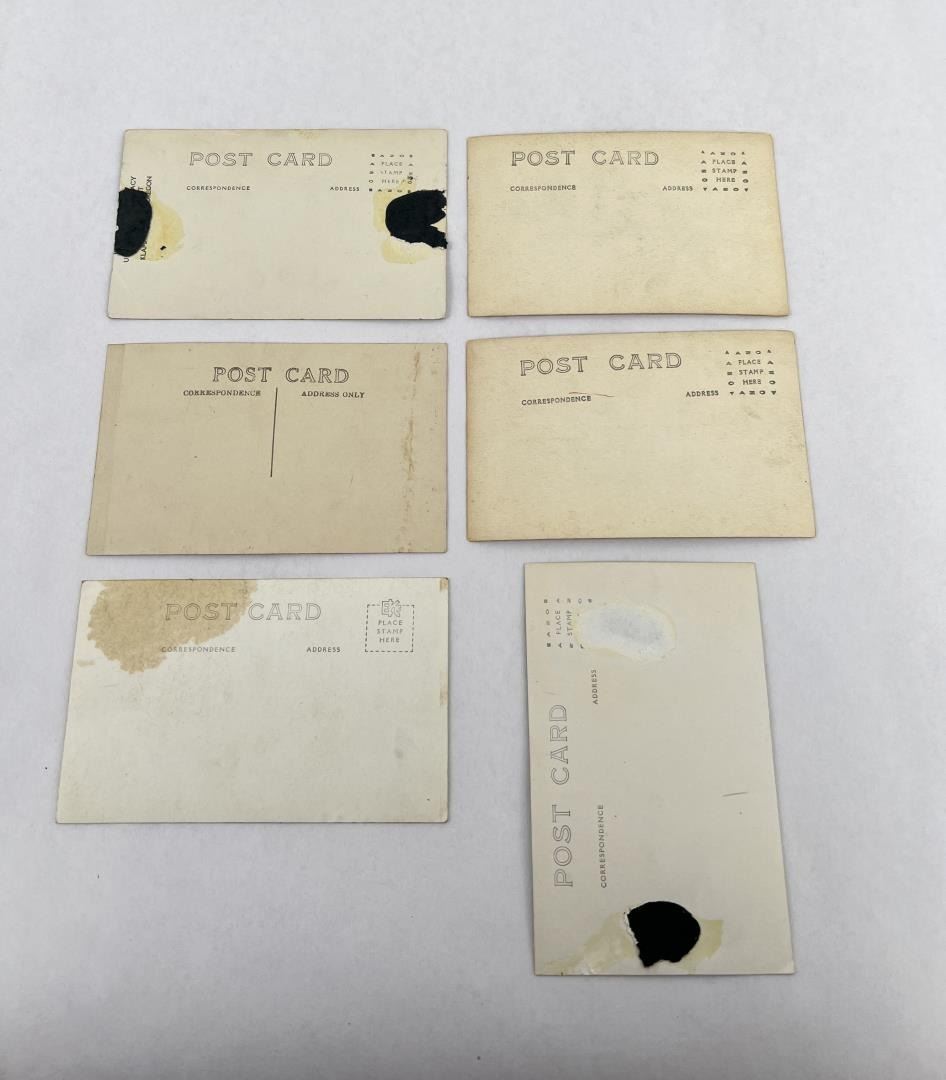 POST CARD
PLACE
STAMP
HERE
CORRESPONDENCE
ADDRESS
POST CARD
PLACE
STAMP
HERE
CORRESPONDENCE
ADDRESS
POST CARD
CORRESPONDENCE
ADDRESS ONLY
POST CARD
PLACE
STAMP
HERE
CORRESPONDENCE
ADDRESS
POST CARD
EKC
PLACE
STAMP
HERE
CORRESPONDENCE
ADDRESS
POST CARD
PLACE
STAMP
CORRESPONDENCE
ADDRESS